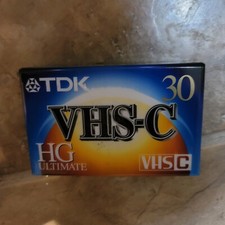 TDK 30
VHS-C
HG
ULTIMATE
VHS C